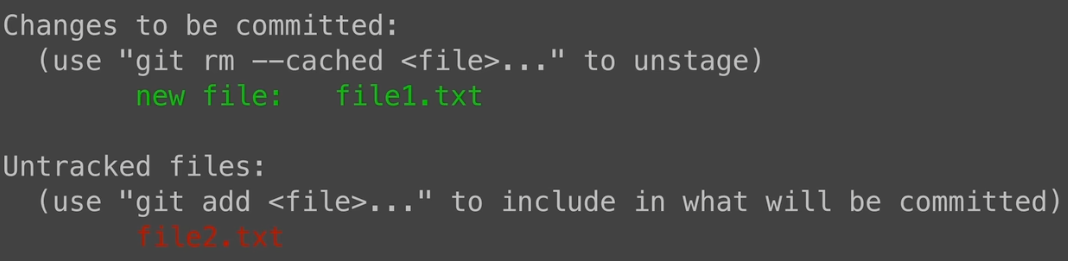 Changes to be committed:
  (use "git rm --cached <file>..." to unstage)
        new file:   file1.txt

Untracked files:
  (use "git add <file>..." to include in what will be committed)
        file2.txt